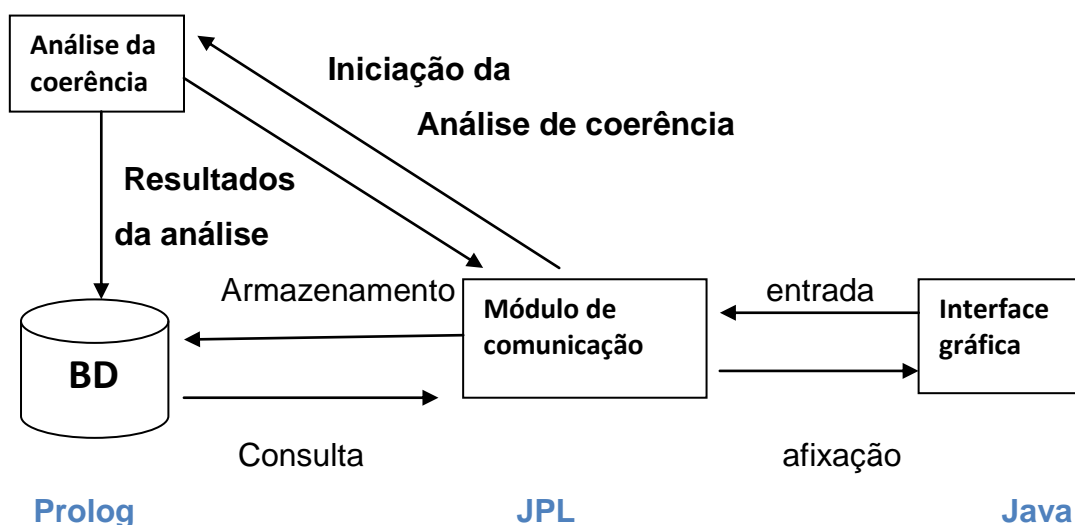 Análise da
coerência
Iniciação da
Análise de coerência
Resultados
da análise
Armazenamento
entrada
Módulo de
comunicação
Interface
gráfica
BD
Consulta
afixação
Prolog
JPL
Java